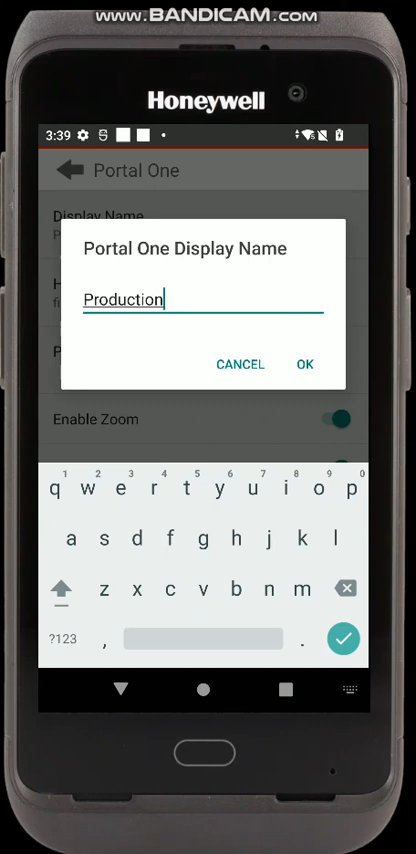 www.BANDICAM.com
Honeywell
3:39
Portal One
Display Name
Portal One Display Name
Production
CANCEL OK
Enable Zoom
1 2 3 4 5 6 7 8 9 0
q w e r t y u i o p
a s d f g h j k l
z x c v b n m
?123 , .